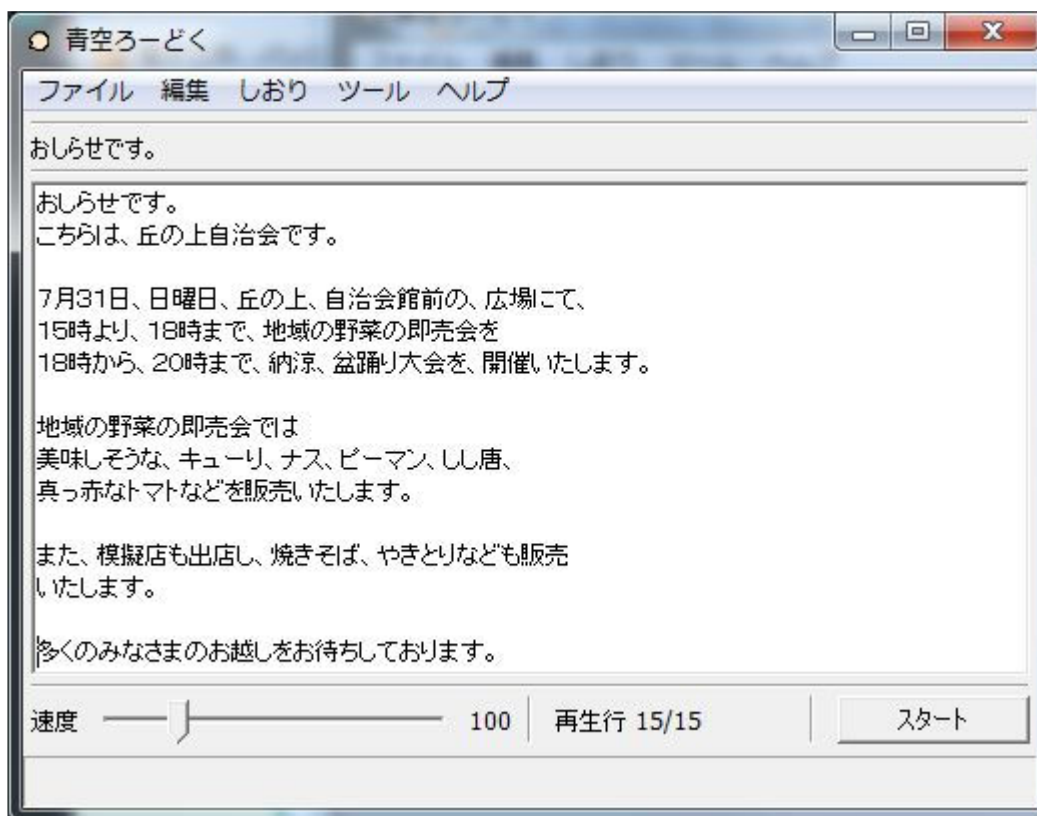 青空ろーどく
ファイル 編集 しおり ツール ヘルプ
おしらせです。
おしらせです。
こちらは、丘の上自治会です。
7月31日、日曜日、丘の上、自治会館前の、広場にて、
15時より、18時まで、地域の野菜の即売会を
18時から、20時まで、納涼、盆踊り大会を、開催いたします。
地域の野菜の即売会では
美味しそうな、キューり、ナス、ピーマン、しし唐、
真っ赤なトマトなどを販売いたします。
また、模擬店も出店し、焼きそば、やきとりなども販売
いたします。
多くのみなさまのお越しをお待ちしております。
速度 100 再生行 15/15 スタート